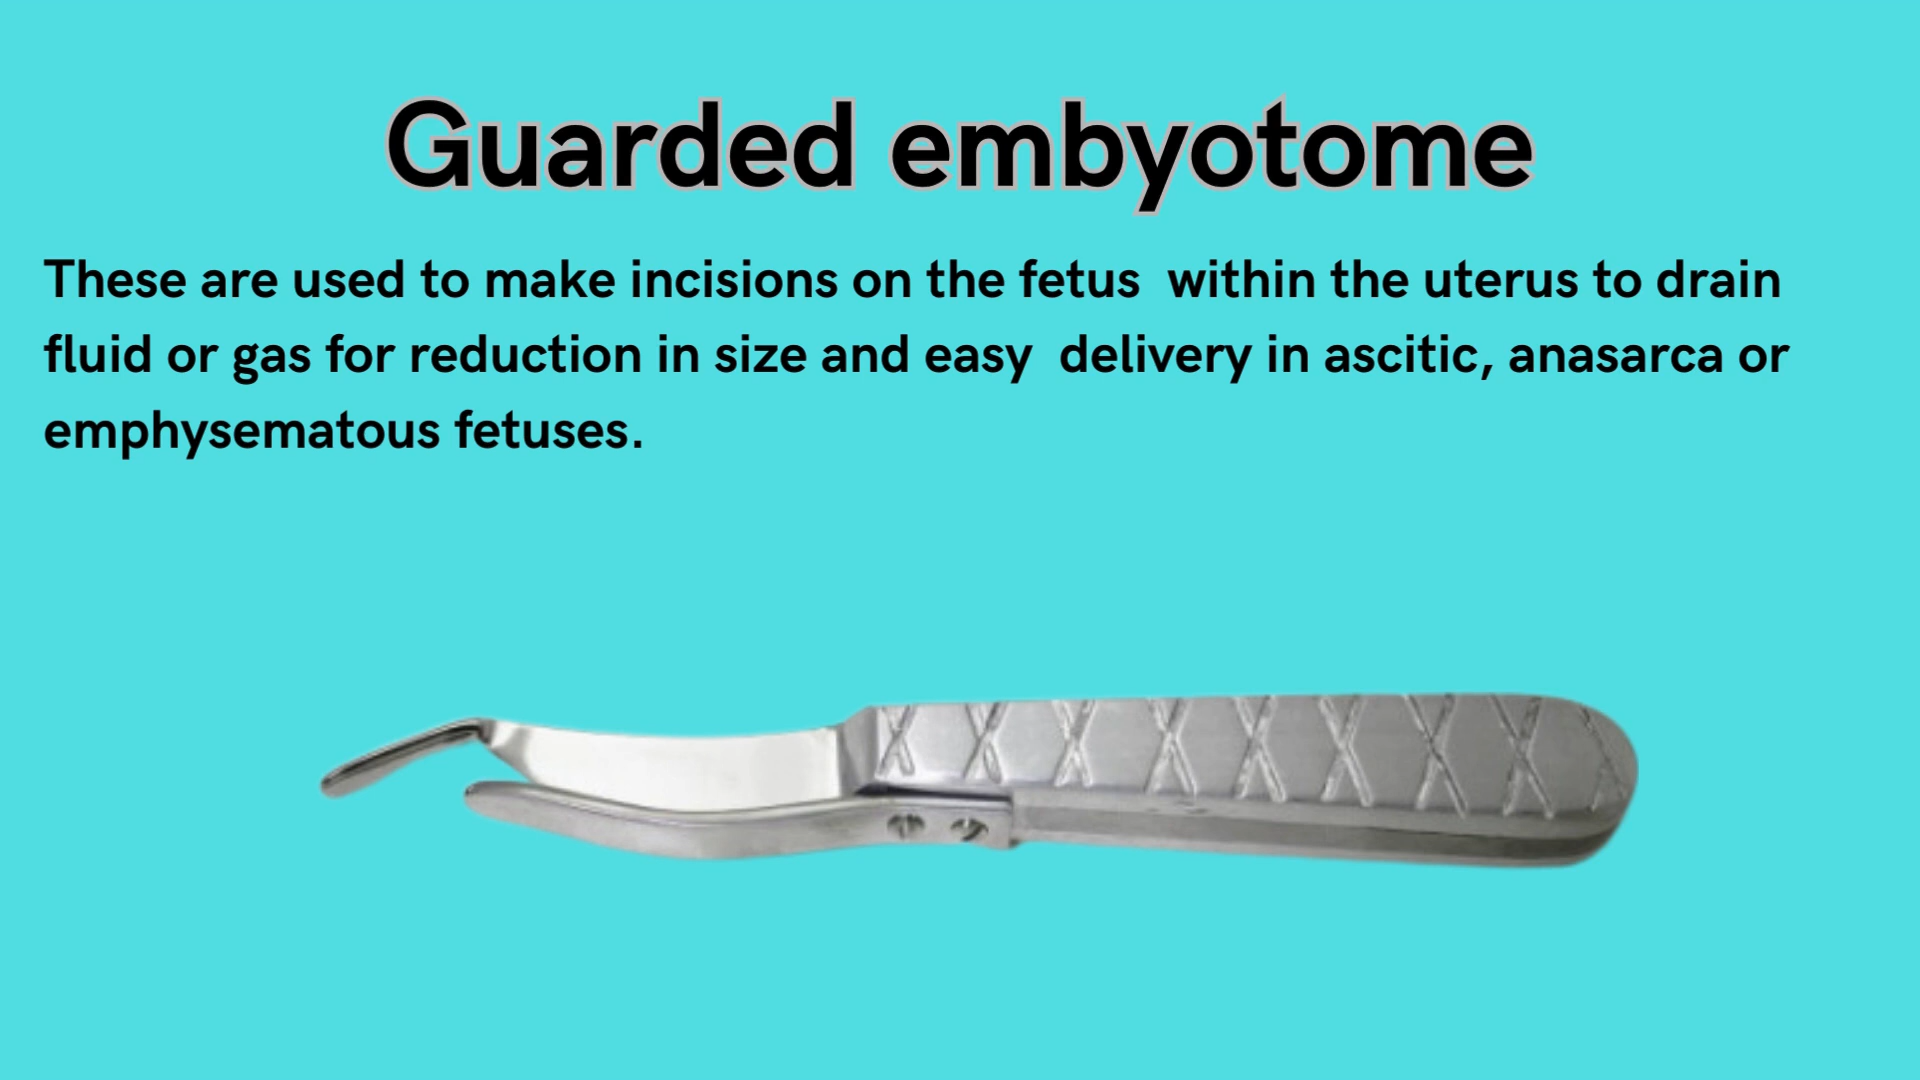 Guarded embyotome
These are used to make incisions on the fetus  within the uterus to drain
fluid or gas for reduction in size and easy  delivery in ascitic, anasarca or
emphysematous fetuses.